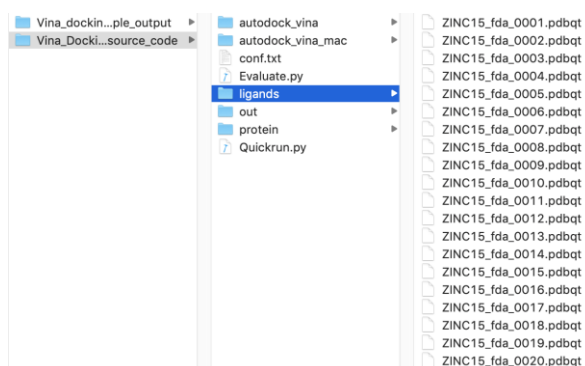 Vina_dockin...ple_output
Vina_Docki...source_code
autodock_vina
autodock_vina_mac
conf.txt
Evaluate.py
ligands
out
protein
Quickrun.py
ZINC15_fda_0001.pdbqt
ZINC15_fda_0002.pdbqt
ZINC15_fda_0003.pdbqt
ZINC15_fda_0004.pdbqt
ZINC15_fda_0005.pdbqt
ZINC15_fda_0006.pdbqt
ZINC15_fda_0007.pdbqt
ZINC15_fda_0008.pdbqt
ZINC15_fda_0009.pdbqt
ZINC15_fda_0010.pdbqt
ZINC15_fda_0011.pdbqt
ZINC15_fda_0012.pdbqt
ZINC15_fda_0013.pdbqt
ZINC15_fda_0014.pdbqt
ZINC15_fda_0015.pdbqt
ZINC15_fda_0016.pdbqt
ZINC15_fda_0017.pdbqt
ZINC15_fda_0018.pdbqt
ZINC15_fda_0019.pdbqt
ZINC15_fda_0020.pdbqt